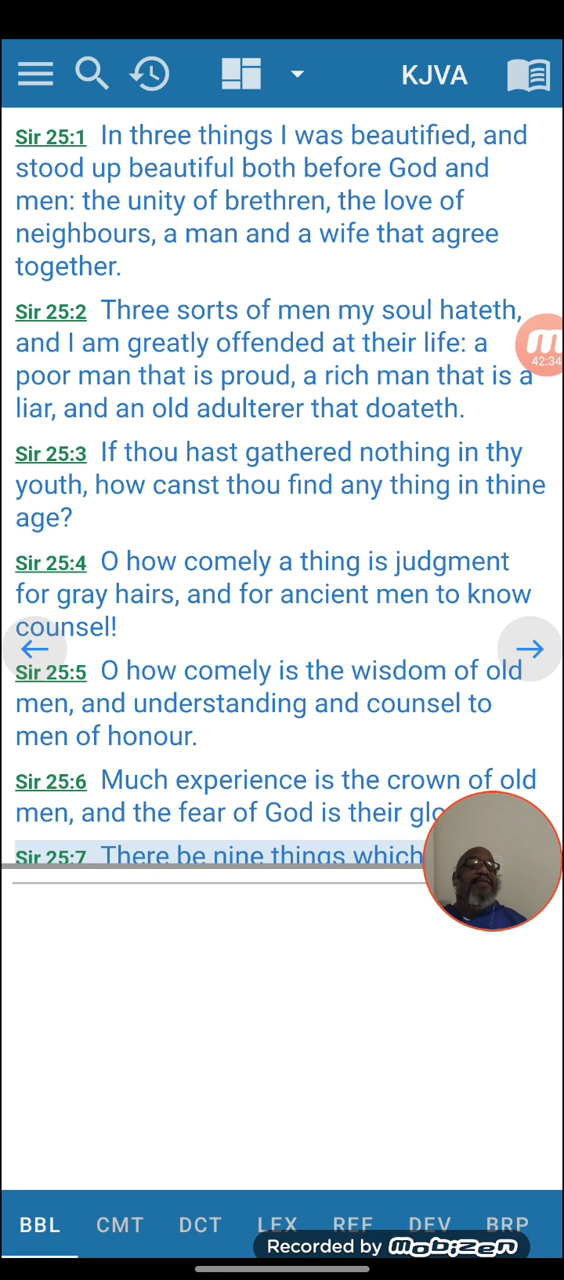 KJVA
Sir 25:1 In three things I was beautified, and
stood up beautiful both before God and
men: the unity of brethren, the love of
neighbours, a man and a wife that agree
together.
Sir 25:2 Three sorts of men my soul hateth,
and I am greatly offended at their life: a
poor man that is proud, a rich man that is a
liar, and an old adulterer that doateth.
42:34
Sir 25:3 If thou hast gathered nothing in thy
youth, how canst thou find any thing in thine
age?
Sir 25:4 O how comely a thing is judgment
for gray hairs, and for ancient men to know
counsel!
Sir 25:5 O how comely is the wisdom of old
men, and understanding and counsel to
men of honour.
Sir 25:6 Much experience is the crown of old
men, and the fear of God is their
Sir 25:7 There be nine things which
BBL CMT DCT LEX REF DEV BRP
Recorded by mobizen